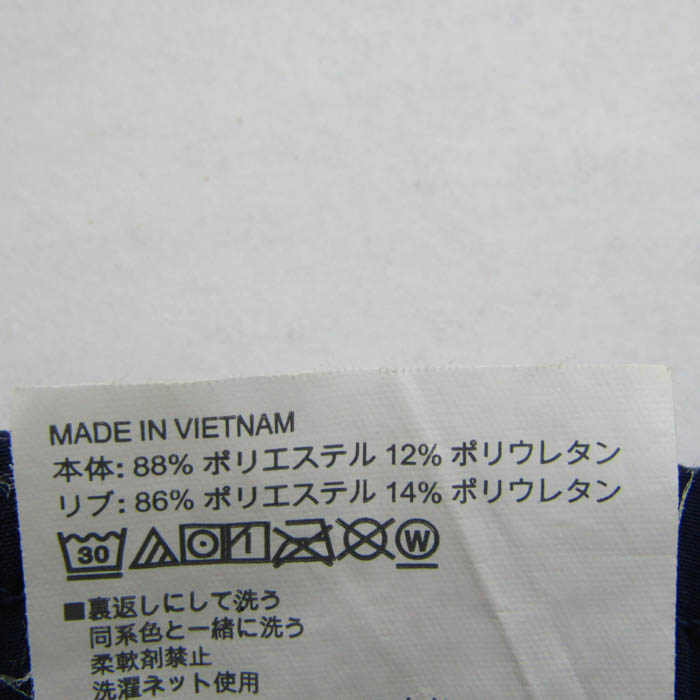 MADE IN VIETNAM
本体: 88% ポリエステル 12% ポリウレタン
リブ: 86% ポリエステル 14% ポリウレタン
30 W
■裏返しにして洗う
同系色と一緒に洗う
柔軟剤禁止
洗濯ネット使用